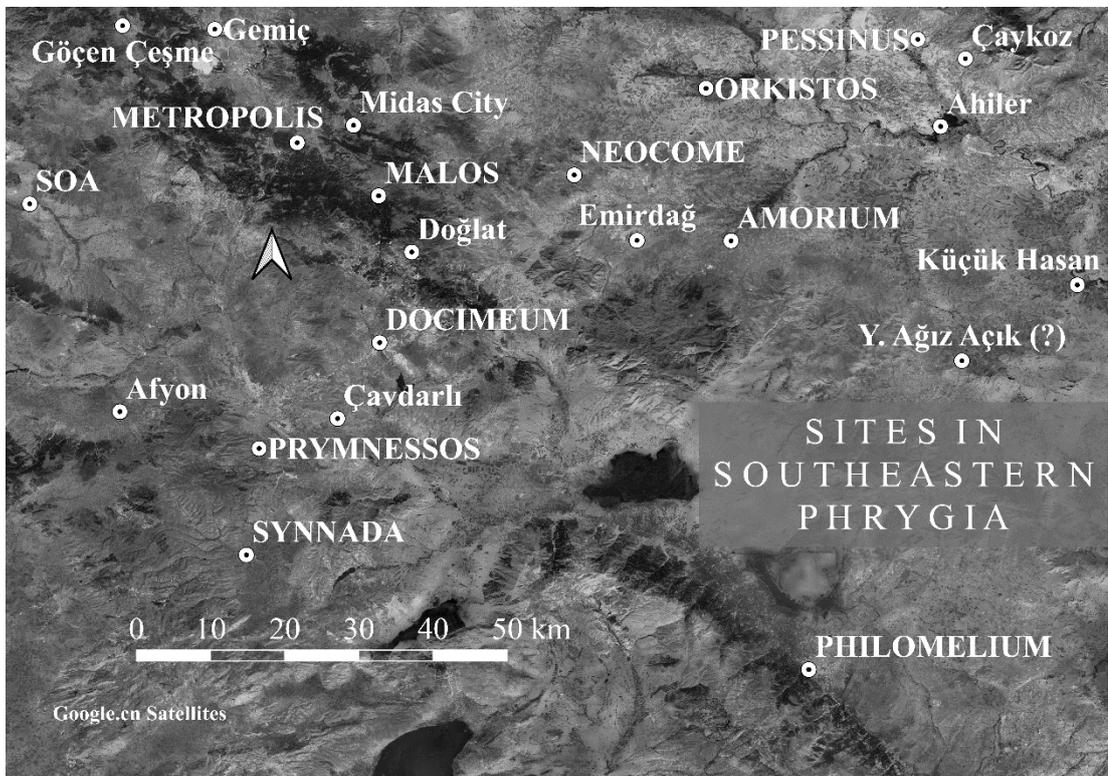 Gemiç
Göçen Çeşme
PESSINUS
Çaykoz
ORKISTOS
Midas City
METROPOLIS
Ahiler
NEOCOME
SOA
MALOS
Emirdağ
AMORIUM
Doğlat
Küçük Hasan
DOCIMEUM
Y. Ağız Açık (?)
Afyon
Çavdarlı
SITES IN
SOUTHEASTERN
PHRYGIA
PRYMNESSOS
SYNNADA
0 10 20 30 40 50 km
PHILOMELIUM
Google.cn Satellites